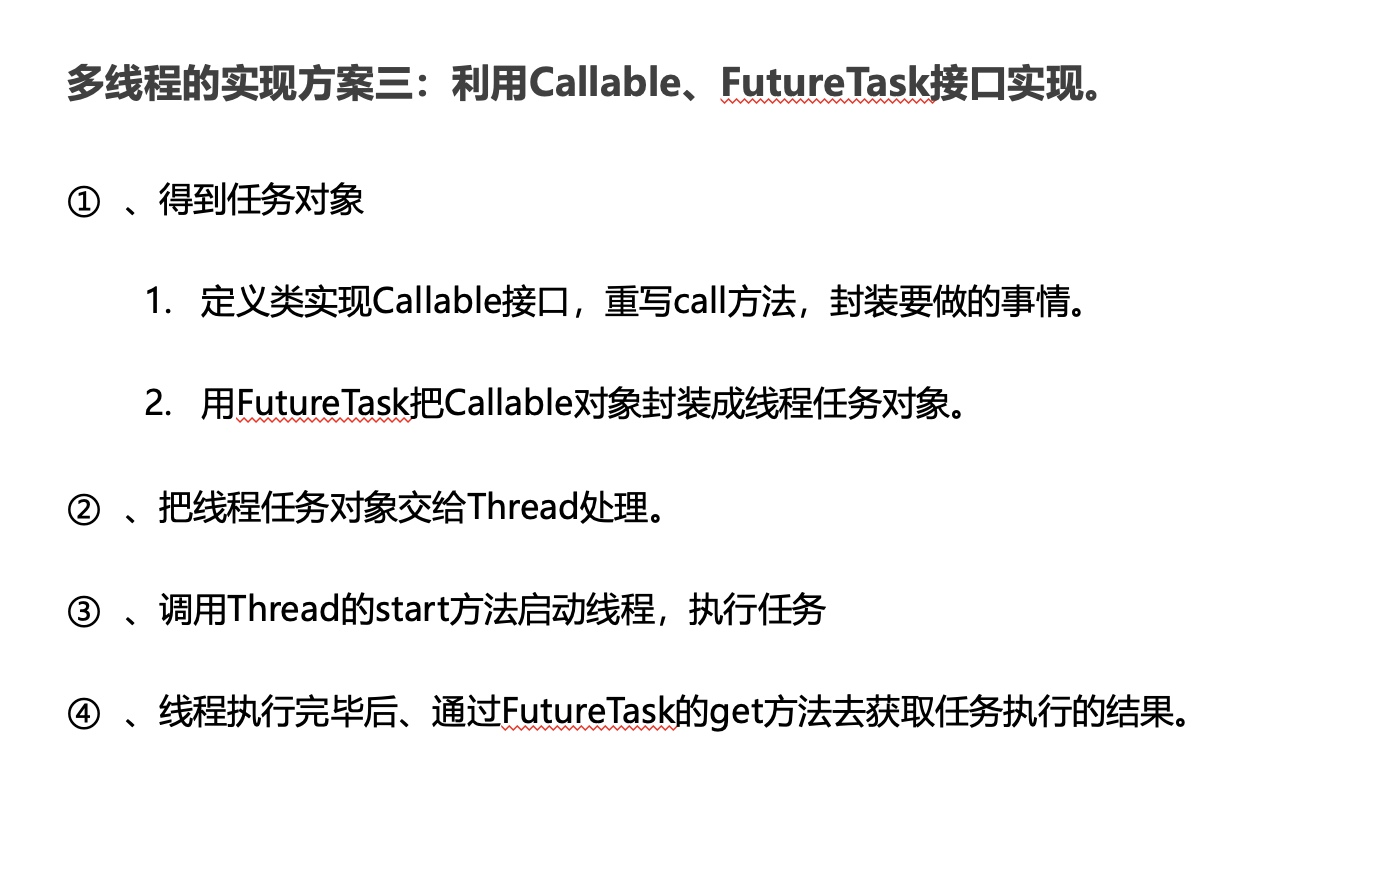 多线程的实现方案三：利用Callable、FutureTask接口实现。
① 、得到任务对象
1. 定义类实现Callable接口，重写call方法，封装要做的事情。
2. 用FutureTask把Callable对象封装成线程任务对象。
② 、把线程任务对象交给Thread处理。
③ 、调用Thread的start方法启动线程，执行任务
④ 、线程执行完毕后、通过FutureTask的get方法去获取任务执行的结果。